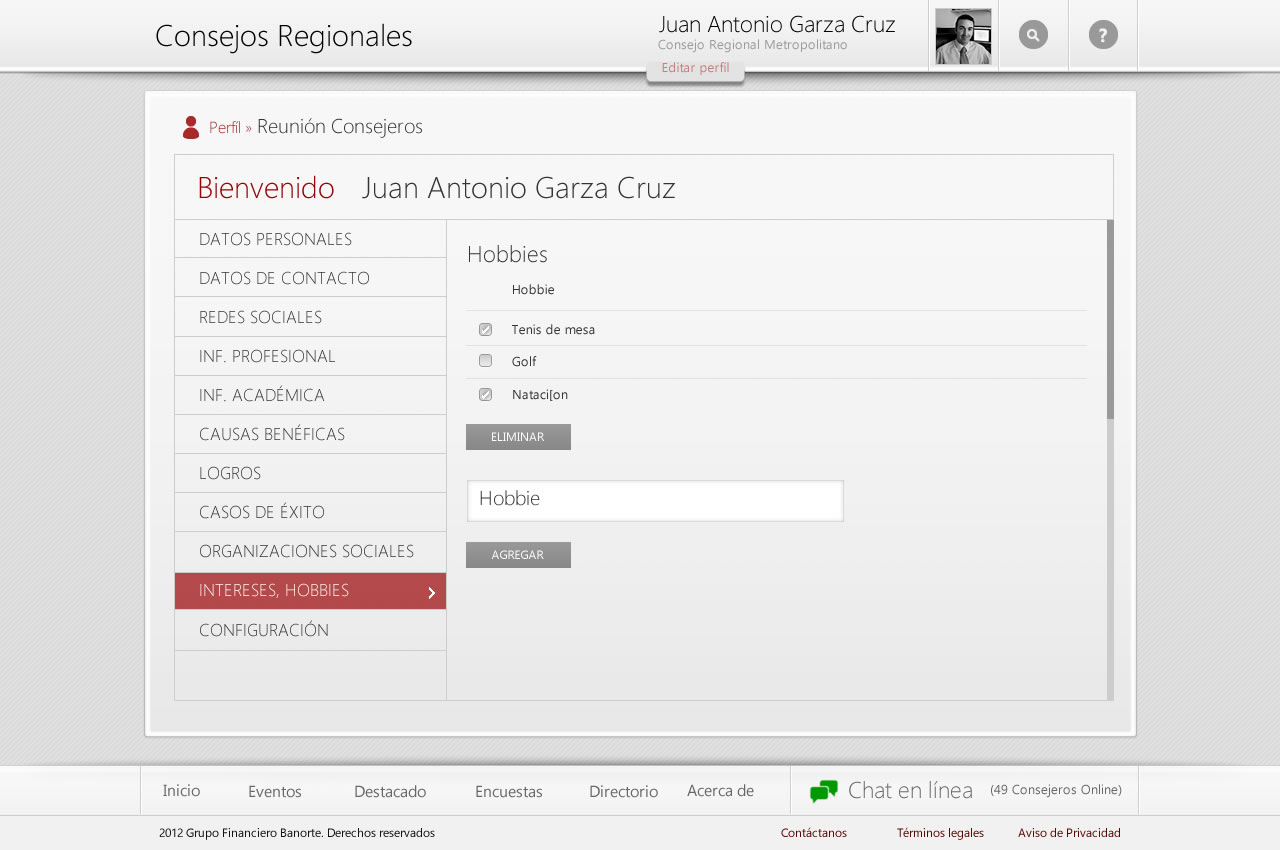 Consejos Regionales
Juan Antonio Garza Cruz
Consejo Regional Metropolitano
Editar perfíl
Perfíl » Reunión Consejeros
Bienvenido Juan Antonio Garza Cruz
DATOS PERSONALES
DATOS DE CONTACTO
REDES SOCIALES
INF. PROFESIONAL
INF. ACADÉMICA
CAUSAS BENÉFICAS
LOGROS
CASOS DE ÉXITO
ORGANIZACIONES SOCIALES
INTERESES, HOBBIES
CONFIGURACIÓN
Hobbies
Hobbie
Tenis de mesa
Golf
Nataci[on
ELIMINAR
Hobbie
AGREGAR
Inicio Eventos Destacado Encuestas Directorio Acerca de
Chat en línea (49 Consejeros Online)
2012 Grupo Financiero Banorte. Derechos reservados
Contáctanos Términos legales Aviso de Privacidad